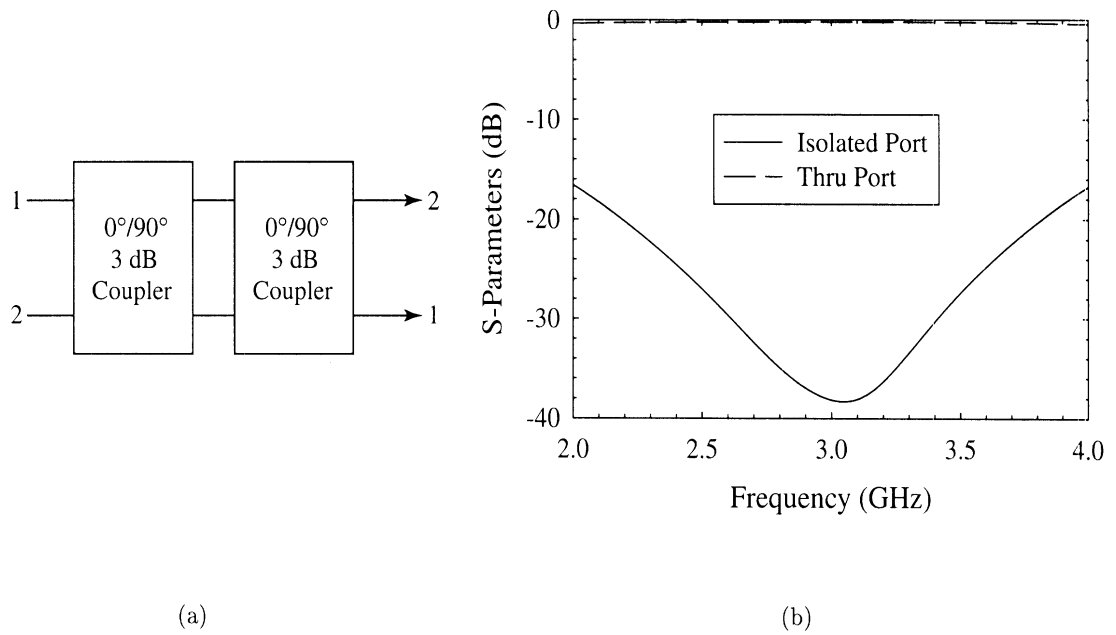 1
2
0°/90°
3 dB
Coupler
0°/90°
3 dB
Coupler
2
1
(a)
S-Parameters (dB)
0
-10
-20
-30
-40
Isolated Port
Thru Port
2.0 2.5 3.0 3.5 4.0
Frequency (GHz)
(b)